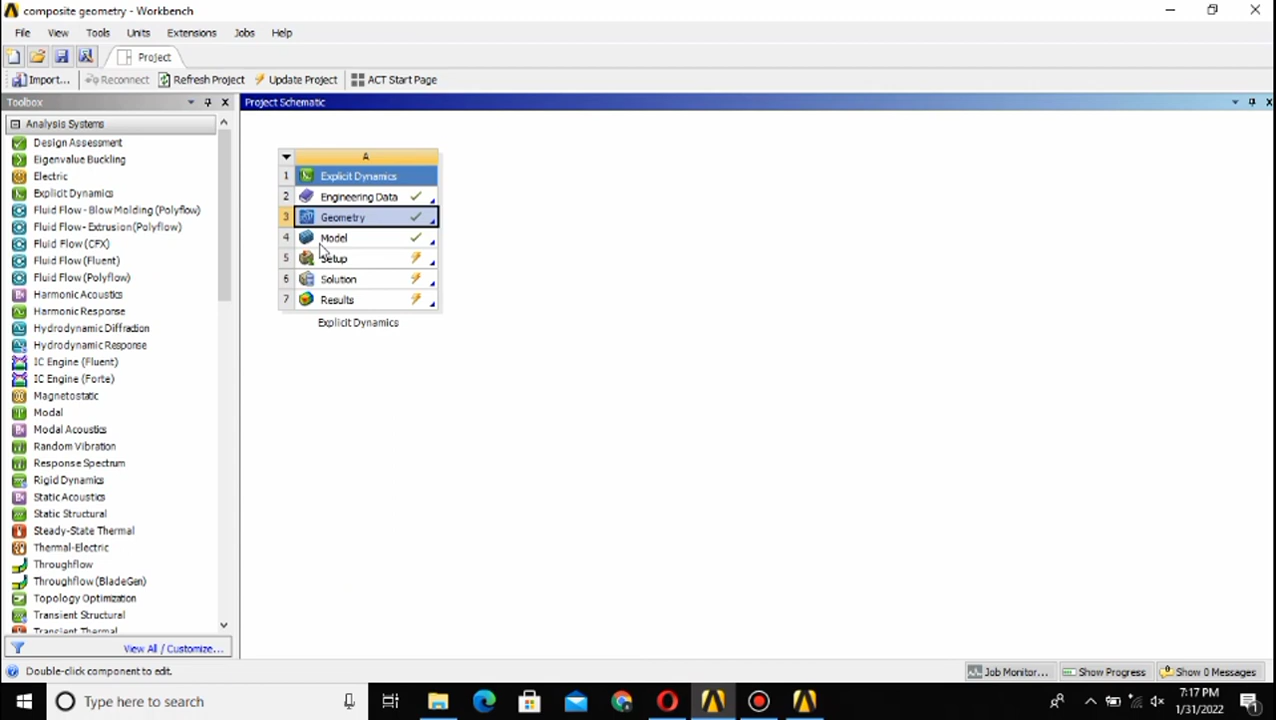 composite geometry - Workbench
File View Tools Units Extensions Jobs Help
Project
Import... Reconnect Refresh Project Update Project ACT Start Page
Toolbox
Project Schematic
Analysis Systems
Design Assessment
Eigenvalue Buckling
Electric
Explicit Dynamics
Fluid Flow - Blow Molding (Polyflow)
Fluid Flow- Extrusion(Polyflow)
Fluid Flow (CFX)
Fluid Flow (Fluent)
Fluid Flow (Polyflow)
Harmonic Acoustics
Harmonic Response
Hydrodynamic Diffraction
Hydrodynamic Response
IC Engine (Fluent)
IC Engine (Forte)
Magnetostatic
Modal
Modal Acoustics
Random Vibration
Response Spectrum
Rigid Dynamics
Static Acoustics
Static Structural
Steady-State Thermal
Thermal-Electric
Throughflow
Throughflow (BladeGen)
Topology Optimization
Transient Structural
Transient Thermal
View All / Customize...
A
1 Explicit Dynamics
2 Engineering Data
3 Geometry
4 Model
5 Setup
6 Solution
7 Results
Explicit Dynamics
Double-click component to edit.
Job Monitor... Show Progress Show 0 Messages
Type here to search
7:17 PM
1/31/2022
1